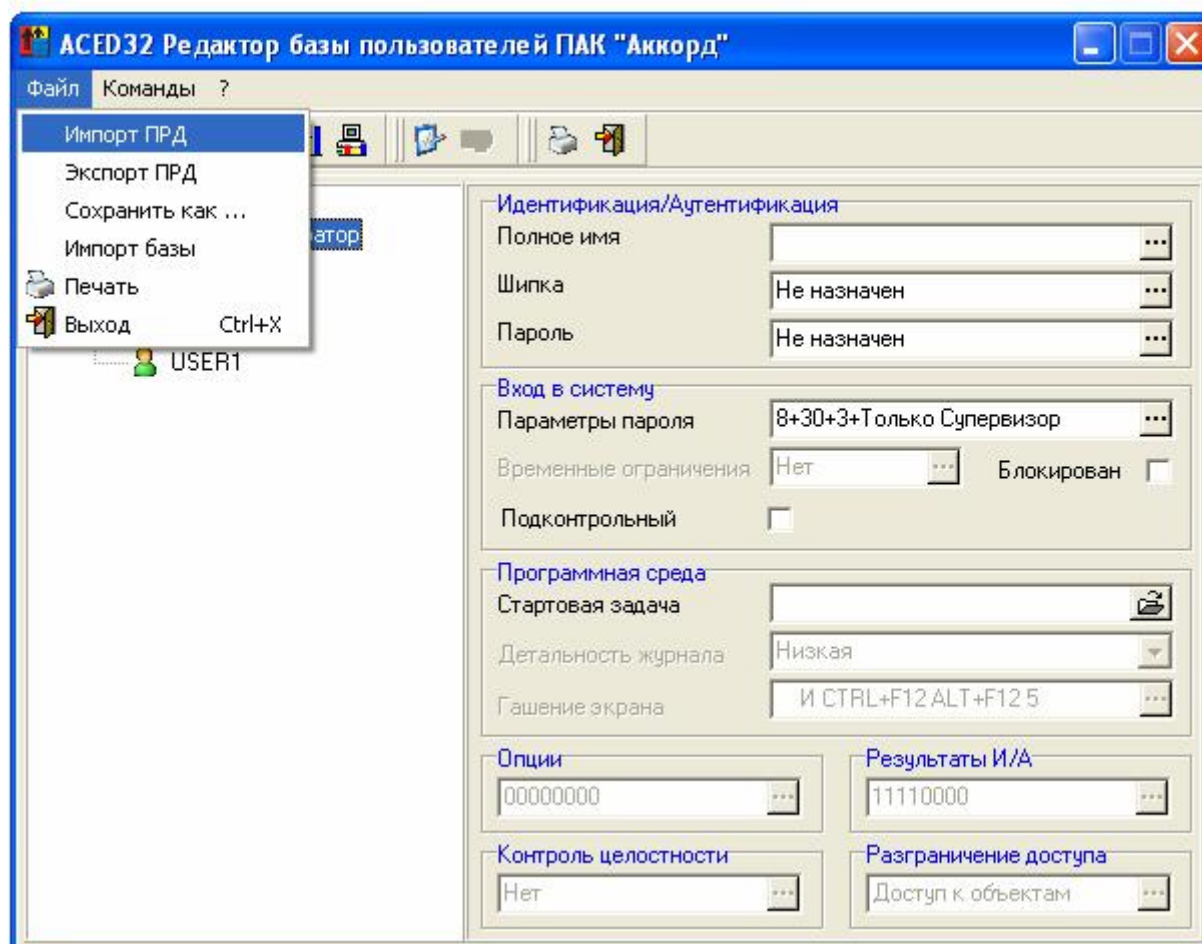 ACED32 Редактор базы пользователей ПАК "Аккорд"
Файл Команды ?
Импорт ПРД
Экспорт ПРД
Сохранить как ...
Импорт базы
Печать
Выход Ctrl+X
атор
USER1
Идентификация/Аутентификация
Полное имя
Шипка Не назначен
Пароль Не назначен
Вход в систему
Параметры пароля 8+30+3+Только Супервизор
Временные ограничения Нет Блокирован
Подконтрольный
Программная среда
Стартовая задача
Детальность журнала Низкая
Гашение экрана И CTRL+F12 ALT+F12 5
Опции Результаты И/А
00000000 11110000
Контроль целостности Разграничение доступа
Нет Доступ к объектам